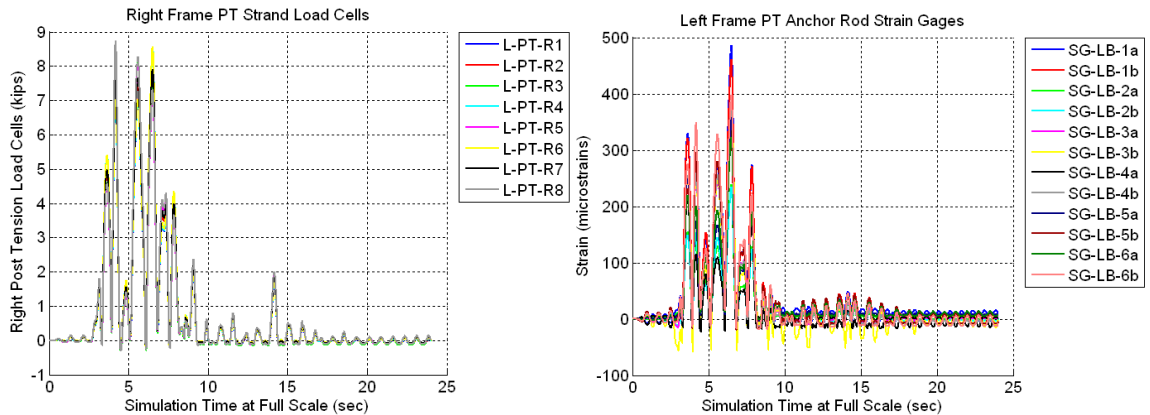 Right Frame PT Strand Load Cells
Right Post Tension Load Cells (kips)
9
8
7
6
5
4
3
2
1
0
-1
0 5 10 15 20 25
Simulation Time at Full Scale (sec)
L-PT-R1
L-PT-R2
L-PT-R3
L-PT-R4
L-PT-R5
L-PT-R6
L-PT-R7
L-PT-R8
Left Frame PT Anchor Rod Strain Gages
Strain (microstrains)
500
400
300
200
100
0
-100
0 5 10 15 20 25
Simulation Time at Full Scale (sec)
SG-LB-1a
SG-LB-1b
SG-LB-2a
SG-LB-2b
SG-LB-3a
SG-LB-3b
SG-LB-4a
SG-LB-4b
SG-LB-5a
SG-LB-5b
SG-LB-6a
SG-LB-6b